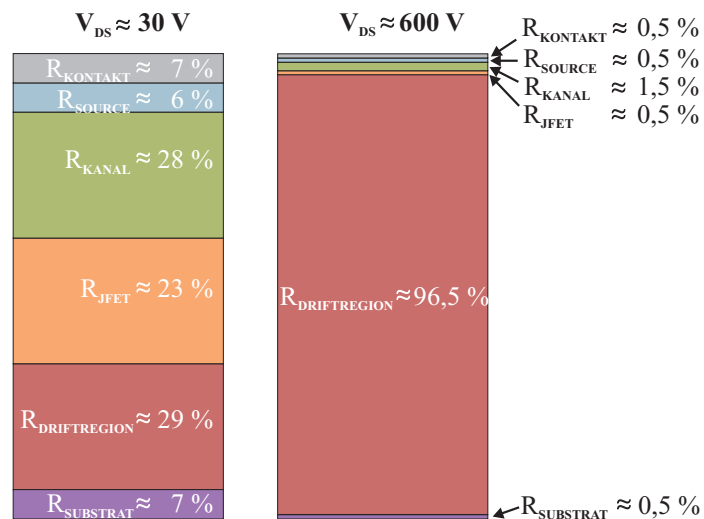 V_DS ≈ 30 V
R_KONTAKT ≈ 7 %
R_SOURCE ≈ 6 %
R_KANAL ≈ 28 %
R_JFET ≈ 23 %
R_DRIFTREGION ≈ 29 %
R_SUBSTRAT ≈ 7 %
V_DS ≈ 600 V
R_KONTAKT ≈ 0,5 %
R_SOURCE ≈ 0,5 %
R_KANAL ≈ 1,5 %
R_JFET ≈ 0,5 %
R_DRIFTREGION ≈ 96,5 %
R_SUBSTRAT ≈ 0,5 %